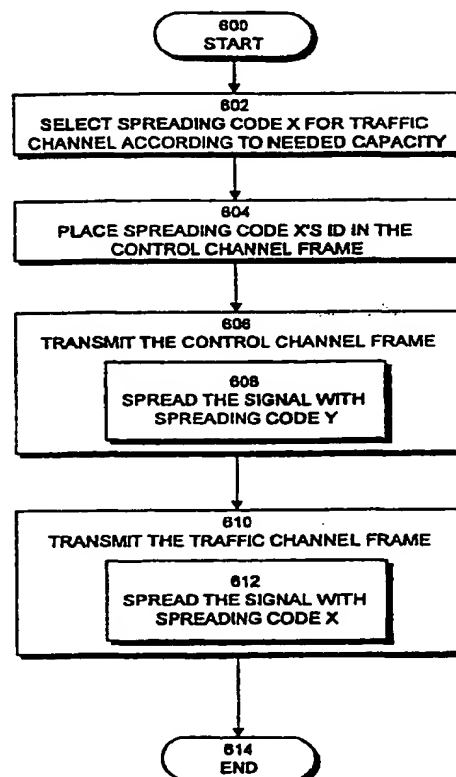 600
START
602
SELECT SPREADING CODE X FOR TRAFFIC
CHANNEL ACCORDING TO NEEDED CAPACITY
604
PLACE SPREADING CODE X'S ID IN THE
CONTROL CHANNEL FRAME
606
TRANSMIT THE CONTROL CHANNEL FRAME
608
SPREAD THE SIGNAL WITH
SPREADING CODE Y
610
TRANSMIT THE TRAFFIC CHANNEL FRAME
612
SPREAD THE SIGNAL WITH
SPREADING CODE X
614
END